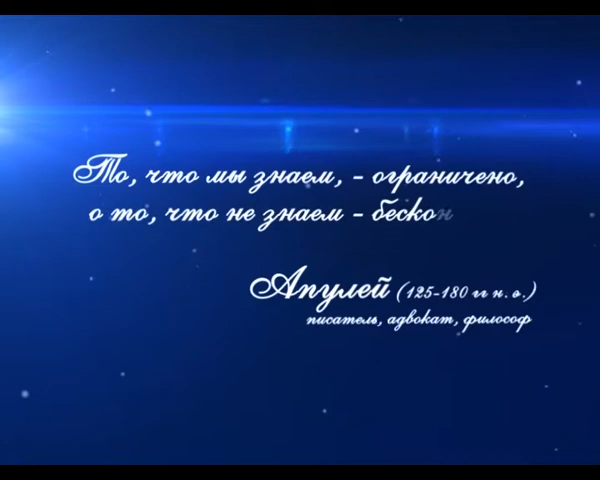 То, что мы знаем, - ограничено,
о то, что не знаем - бескон
Апулей (125-180 гг н. э.)
писатель, адвокат, философ